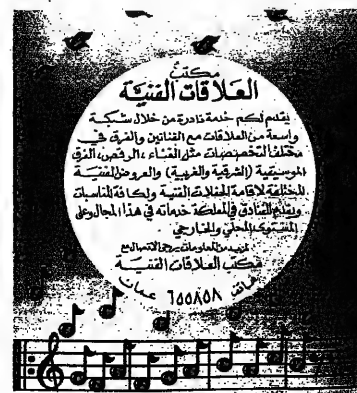 مكتب
العلاقات الفنية
يقدم لكم خدمة نادرة من خلال شبكة
واسعة من العلاقات مع الفنانين والفرق في
مختلف التخصصات مثل الغناء، الرقص، الفرق
الموسيقية (الشرقية والغربية) والعروض الفنية
المختلفة لإقامة الحفلات الفنية ولكافة المناسبات
ولجميع الفنادق في المملكة خدماته في هذا المجال وعلى
المستوى المحلي والخارجي.
لمزيد من المعلومات يرجى الاتصال مع
مكتب العلاقات الفنية
هاتف ٦٥٥٨٥٨ عمان